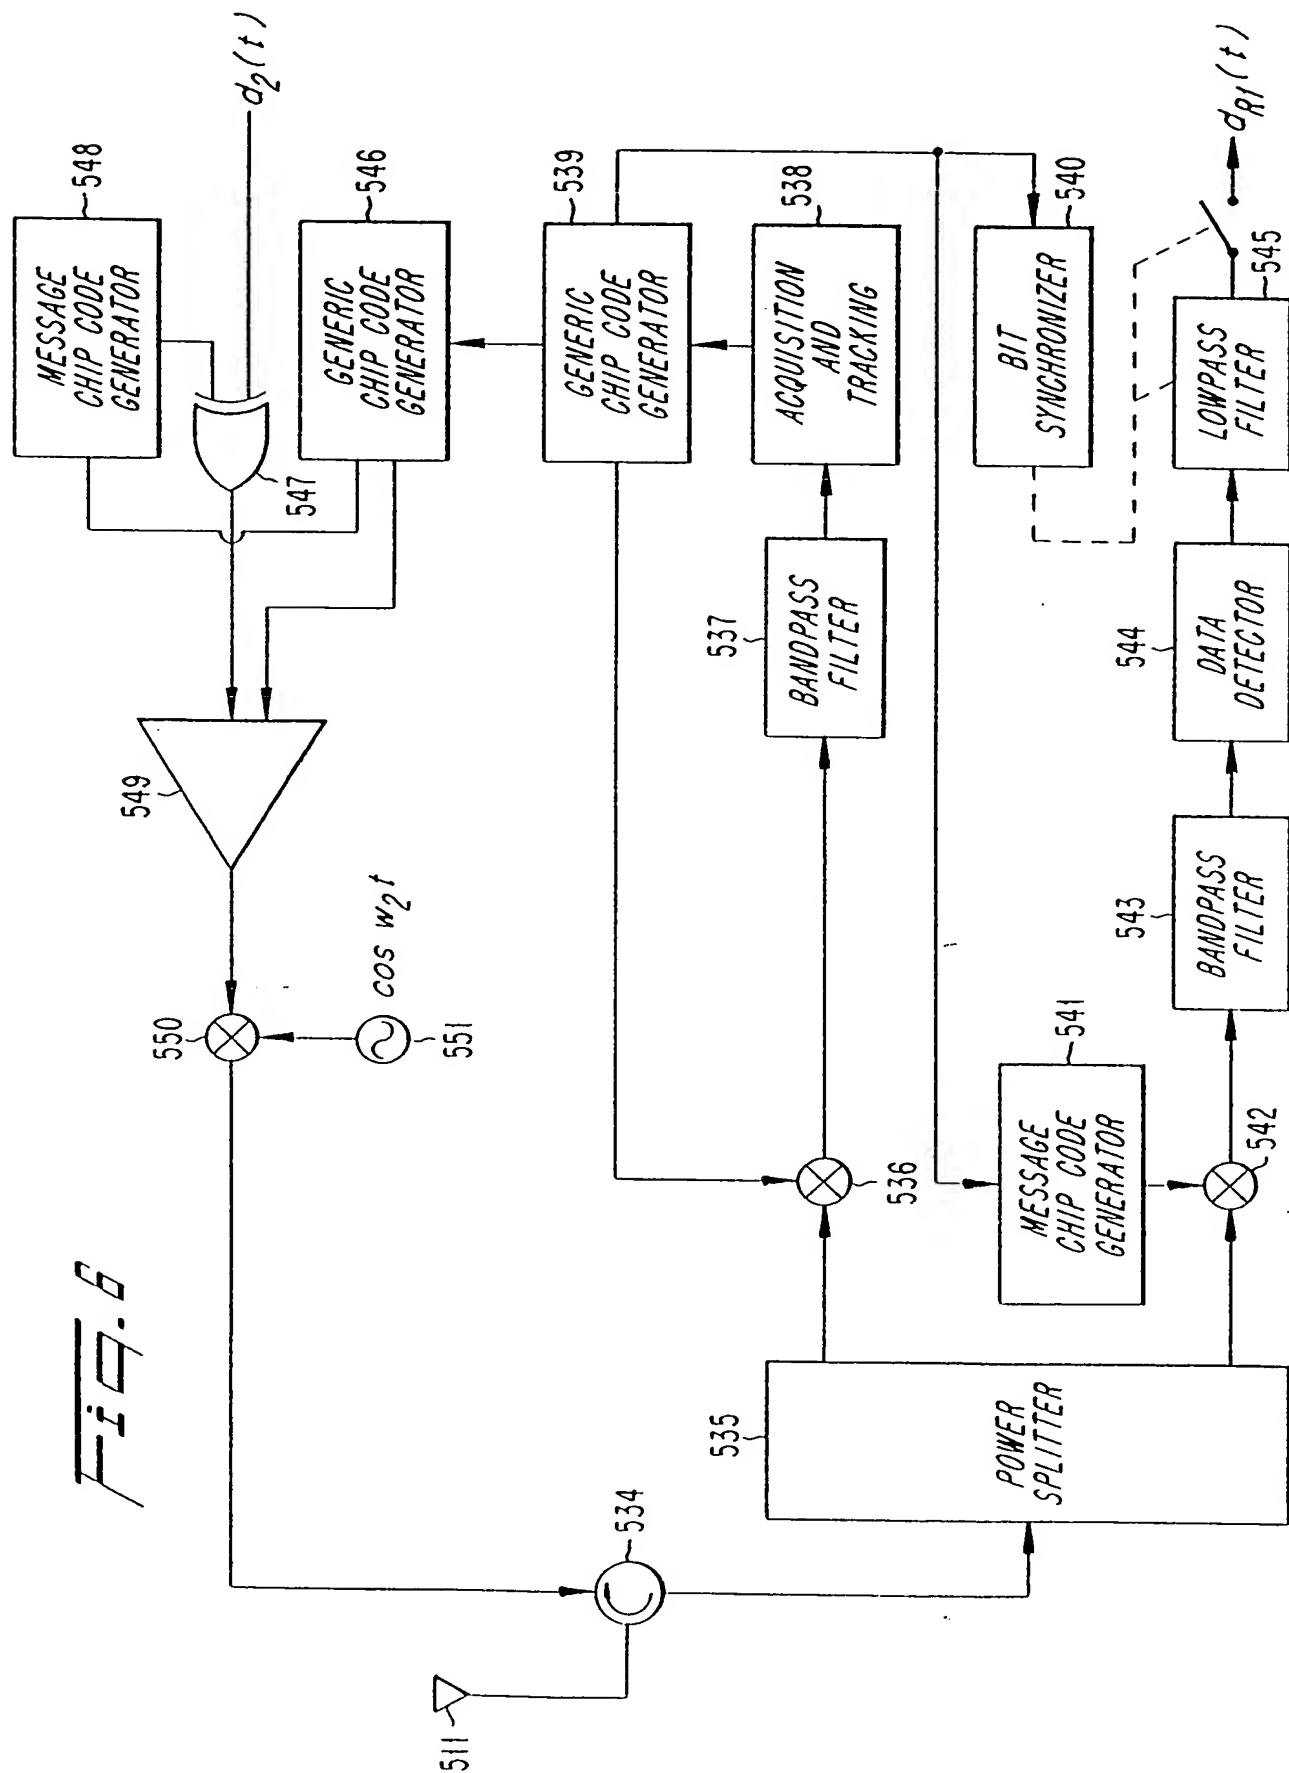 Fig. 6
548
MESSAGE
CHIP CODE
GENERATOR
d2(t)
547
546
GENERIC
CHIP CODE
GENERATOR
549
550
cos w2t
551
539
GENERIC
CHIP CODE
GENERATOR
538
ACQUISITION
AND
TRACKING
537
BANDPASS
FILTER
536
540
BIT
SYNCHRONIZER
541
MESSAGE
CHIP CODE
GENERATOR
511
534
535
POWER
SPLITTER
542
543
BANDPASS
FILTER
544
DATA
DETECTOR
545
LOWPASS
FILTER
dR1(t)